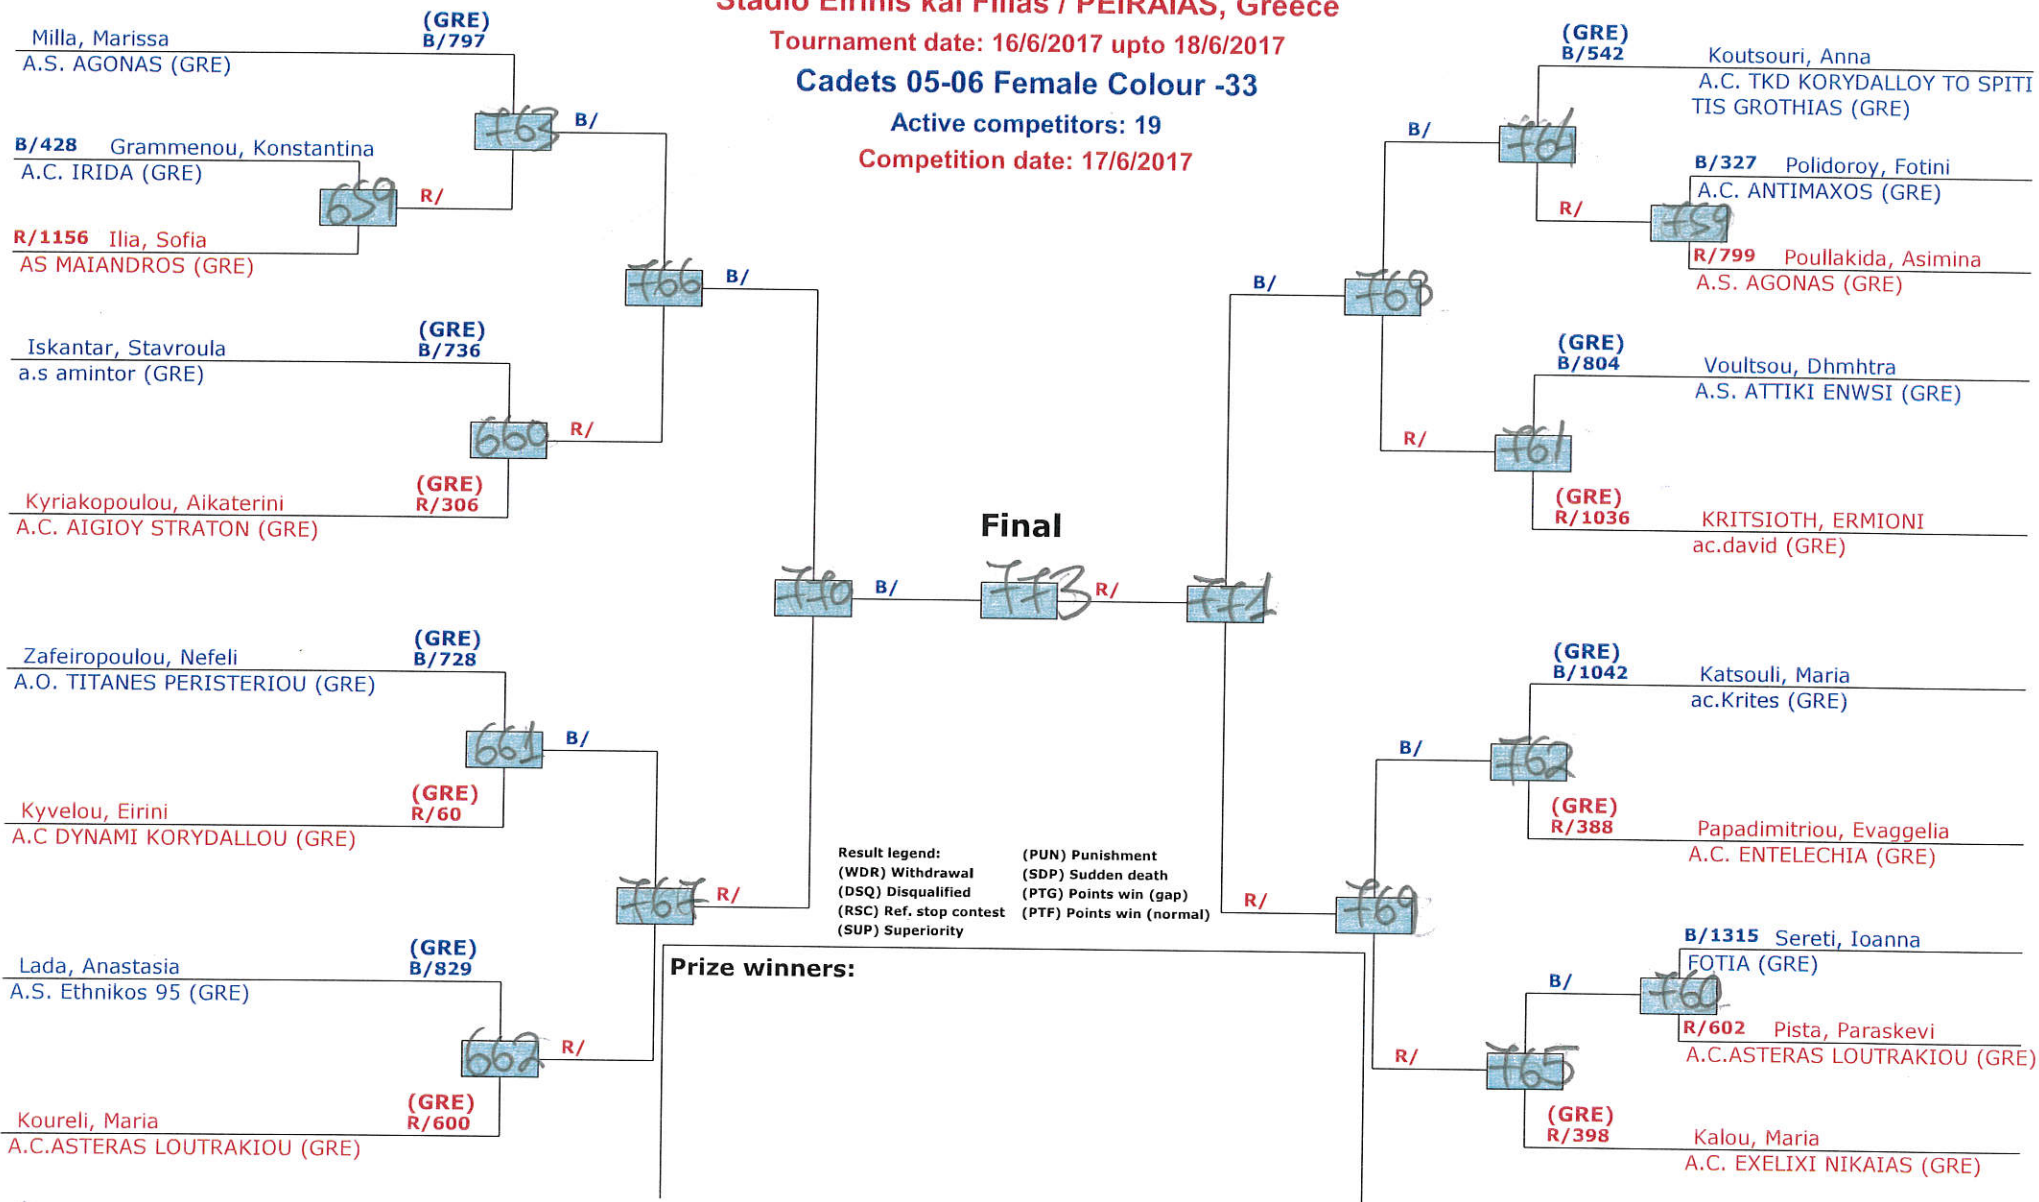 Stadio Eirinis kai Filias / PEIRAIAS, Greece
Tournament date: 16/6/2017 upto 18/6/2017
Cadets 05-06 Female Colour -33
Active competitors: 19
Competition date: 17/6/2017
(GRE)
Milla, Marissa B/797
A.S. AGONAS (GRE)
763 B/
B/428 Grammenou, Konstantina
A.C. IRIDA (GRE)
659 R/
R/1156 Ilia, Sofia
AS MAIANDROS (GRE)
766 B/
(GRE)
Iskantar, Stavroula B/736
a.s amintor (GRE)
660 R/
(GRE)
Kyriakopoulou, Aikaterini R/306
A.C. AIGIOY STRATON (GRE)
770 B/
(GRE)
Zafeiropoulou, Nefeli B/728
A.O. TITANES PERISTERIOU (GRE)
661 B/
(GRE)
Kyvelou, Eirini R/60
A.C DYNAMI KORYDALLOU (GRE)
767 R/
(GRE)
Lada, Anastasia B/829
A.S. Ethnikos 95 (GRE)
662 R/
(GRE)
Koureli, Maria R/600
A.C.ASTERAS LOUTRAKIOU (GRE)
Final
773
R/ 771
(GRE)
B/542 Koutsouri, Anna
A.C. TKD KORYDALLOY TO SPITI
TIS GROTHIAS (GRE)
B/ 764
B/327 Polidoroy, Fotini
A.C. ANTIMAXOS (GRE)
R/ 759
R/799 Poullakida, Asimina
A.S. AGONAS (GRE)
B/ 768
(GRE)
B/804 Voultsou, Dhmhtra
A.S. ATTIKI ENWSI (GRE)
R/ 761
(GRE)
R/1036 KRITSIOTH, ERMIONI
ac.david (GRE)
(GRE)
B/1042 Katsouli, Maria
ac.Krites (GRE)
B/ 762
(GRE)
R/388 Papadimitriou, Evaggelia
A.C. ENTELECHIA (GRE)
R/ 769
B/1315 Sereti, Ioanna
FOTIA (GRE)
B/ 760
R/602 Pista, Paraskevi
A.C.ASTERAS LOUTRAKIOU (GRE)
R/ 765
(GRE)
R/398 Kalou, Maria
A.C. EXELIXI NIKAIAS (GRE)
Result legend: (PUN) Punishment
(WDR) Withdrawal (SDP) Sudden death
(DSQ) Disqualified (PTG) Points win (gap)
(RSC) Ref. stop contest (PTF) Points win (normal)
(SUP) Superiority
Prize winners: